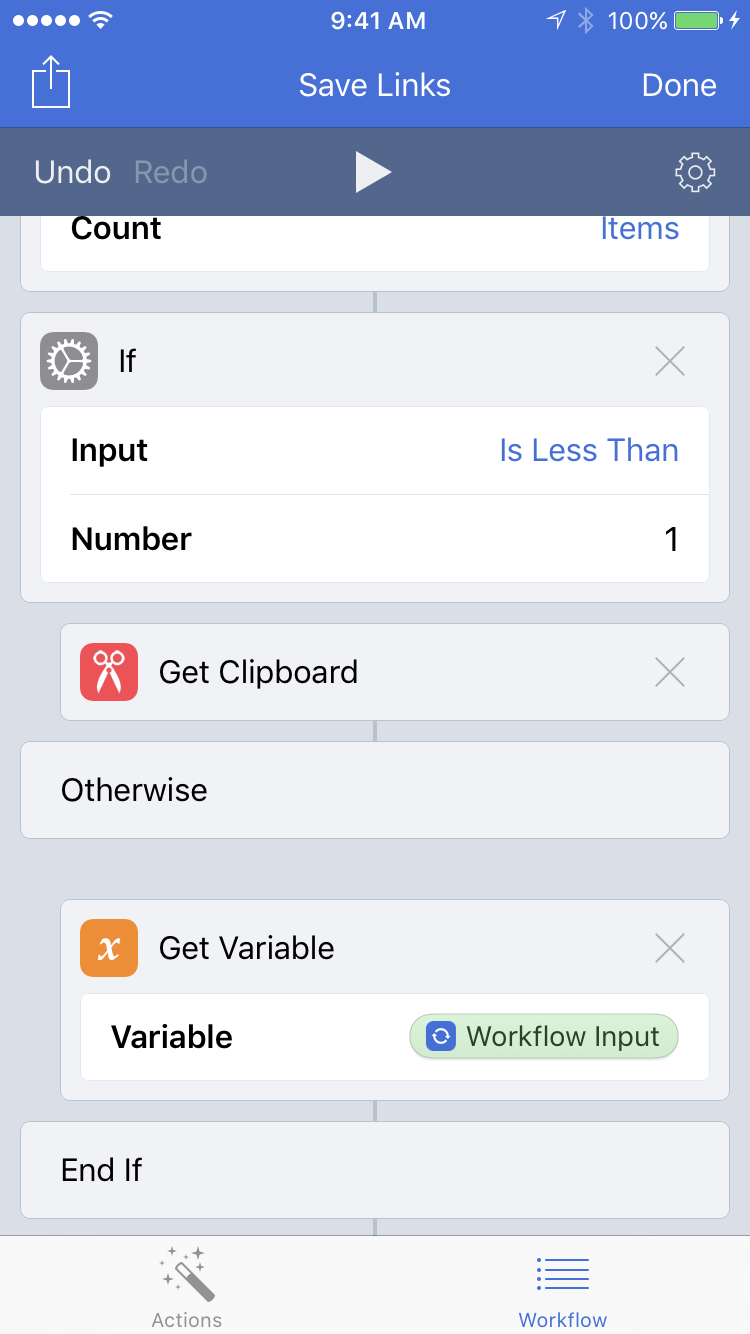 9:41 AM 100%
Save Links Done
Undo Redo
Count Items
If
Input Is Less Than
Number 1
Get Clipboard
Otherwise
x Get Variable
Variable Workflow Input
End If
Actions Workflow